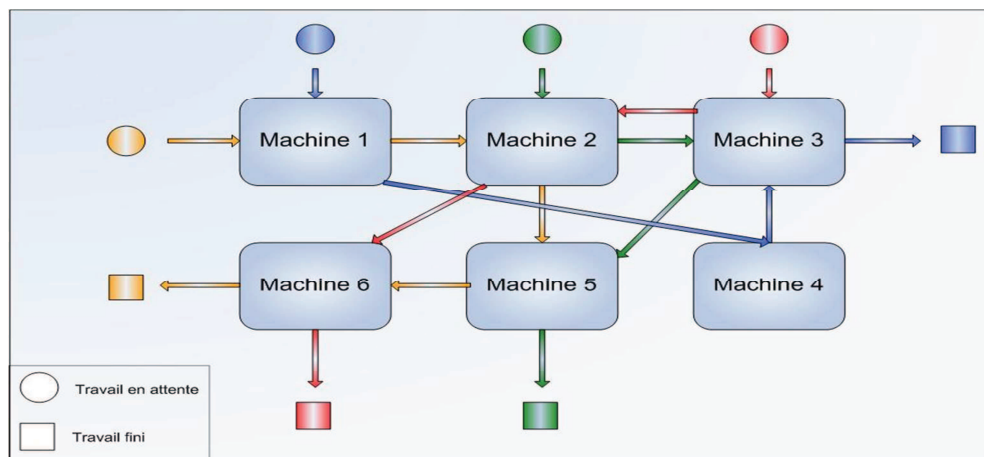 Machine 1
Machine 2
Machine 3
Machine 6
Machine 5
Machine 4
Travail en attente
Travail fini